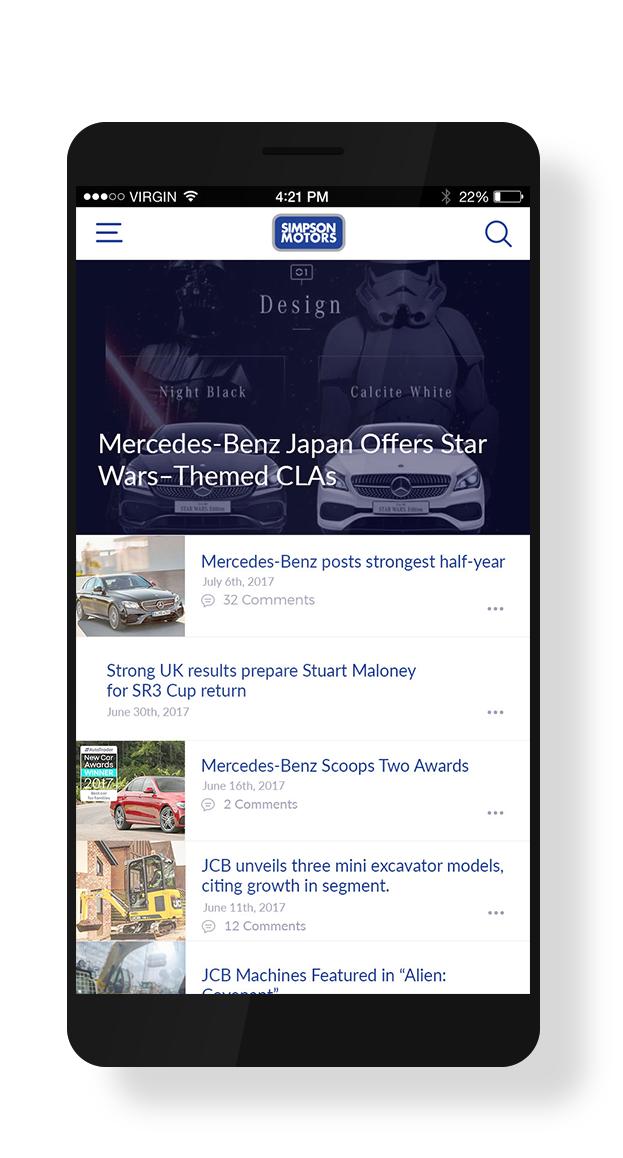 VIRGIN
4:21 PM
22%
SIMPSON
MOTORS
01
Design
Night Black
Calcite White
Mercedes-Benz Japan Offers Star
Wars–Themed CLAs
STAR WARS Edition
STAR WARS Edition
Mercedes-Benz posts strongest half-year
July 6th, 2017
32 Comments
Strong UK results prepare Stuart Maloney
for SR3 Cup return
June 30th, 2017
AutoTrader
New Car
Awards
WINNER
2017
Best car
for families
Mercedes-Benz Scoops Two Awards
June 16th, 2017
2 Comments
JCB unveils three mini excavator models,
citing growth in segment.
June 11th, 2017
12 Comments
JCB Machines Featured in “Alien:
Covenant”